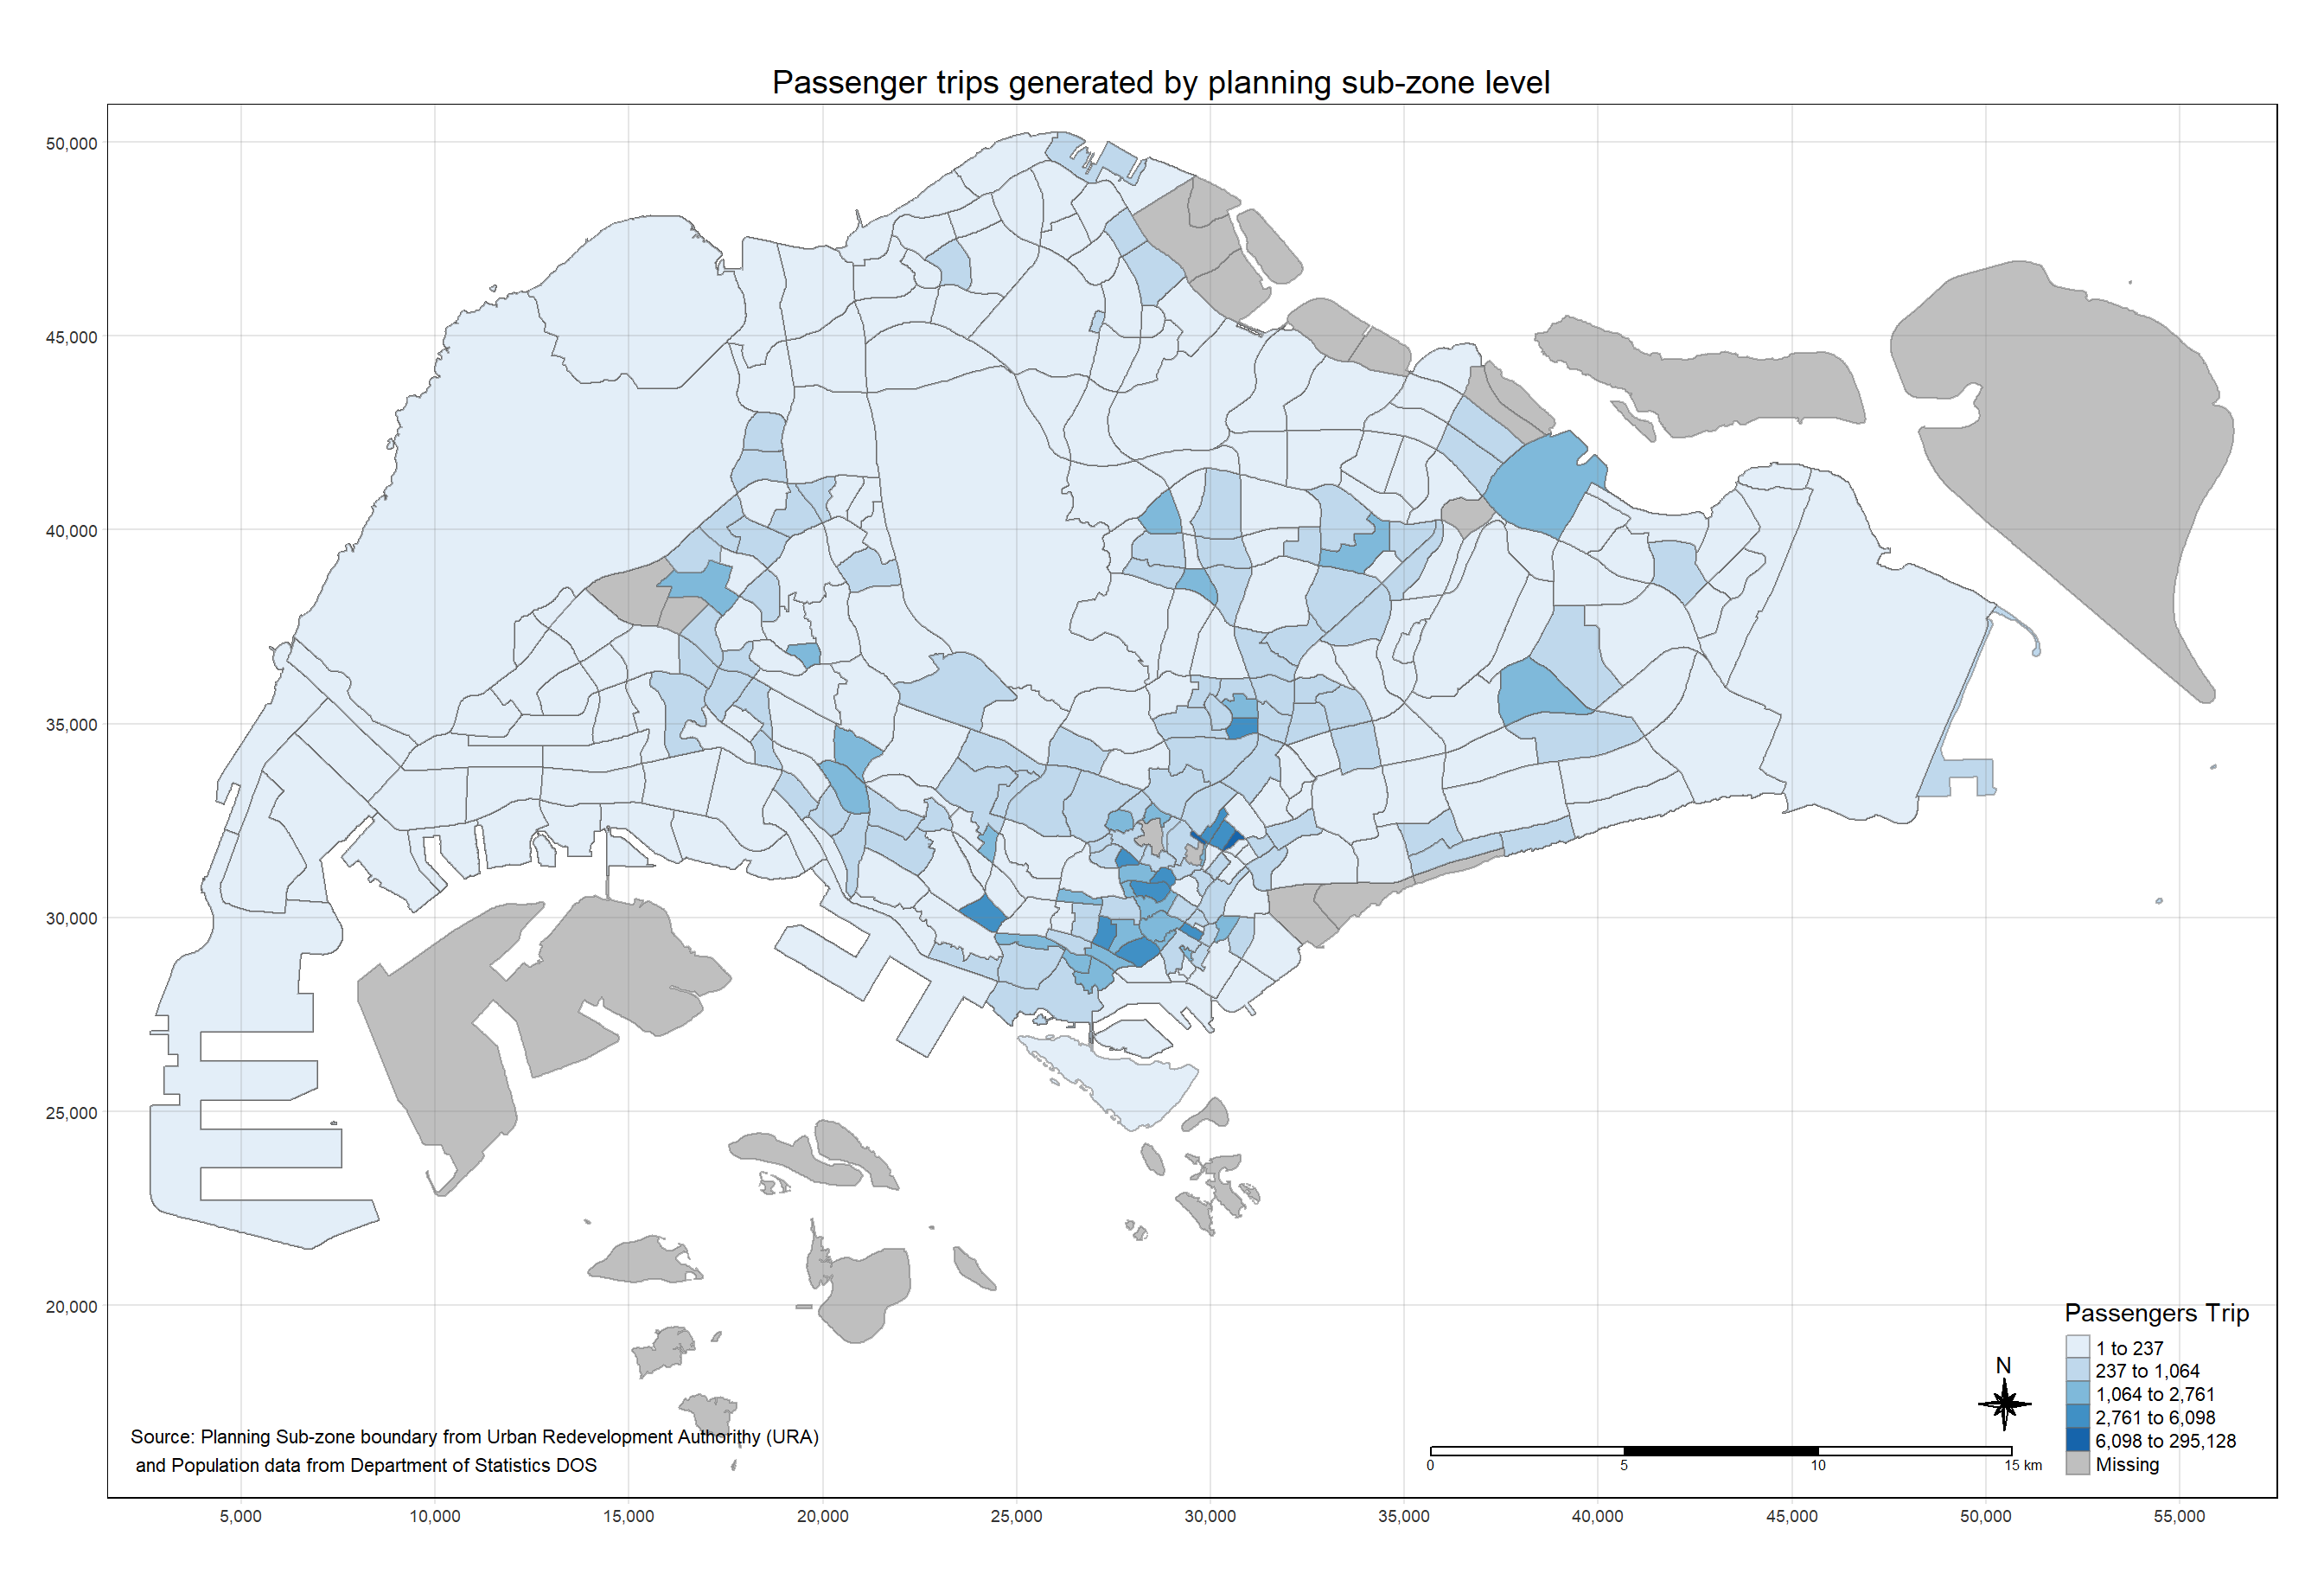 Passenger trips generated by planning sub-zone level
50,000
45,000
40,000
35,000
30,000
25,000
20,000
Passengers Trip
1 to 237
237 to 1,064
1,064 to 2,761
2,761 to 6,098
6,098 to 295,128
Missing
N
Source: Planning Sub-zone boundary from Urban Redevelopment Authorithy (URA)
and Population data from Department of Statistics DOS
0 5 10 15 km
5,000 10,000 15,000 20,000 25,000 30,000 35,000 40,000 45,000 50,000 55,000